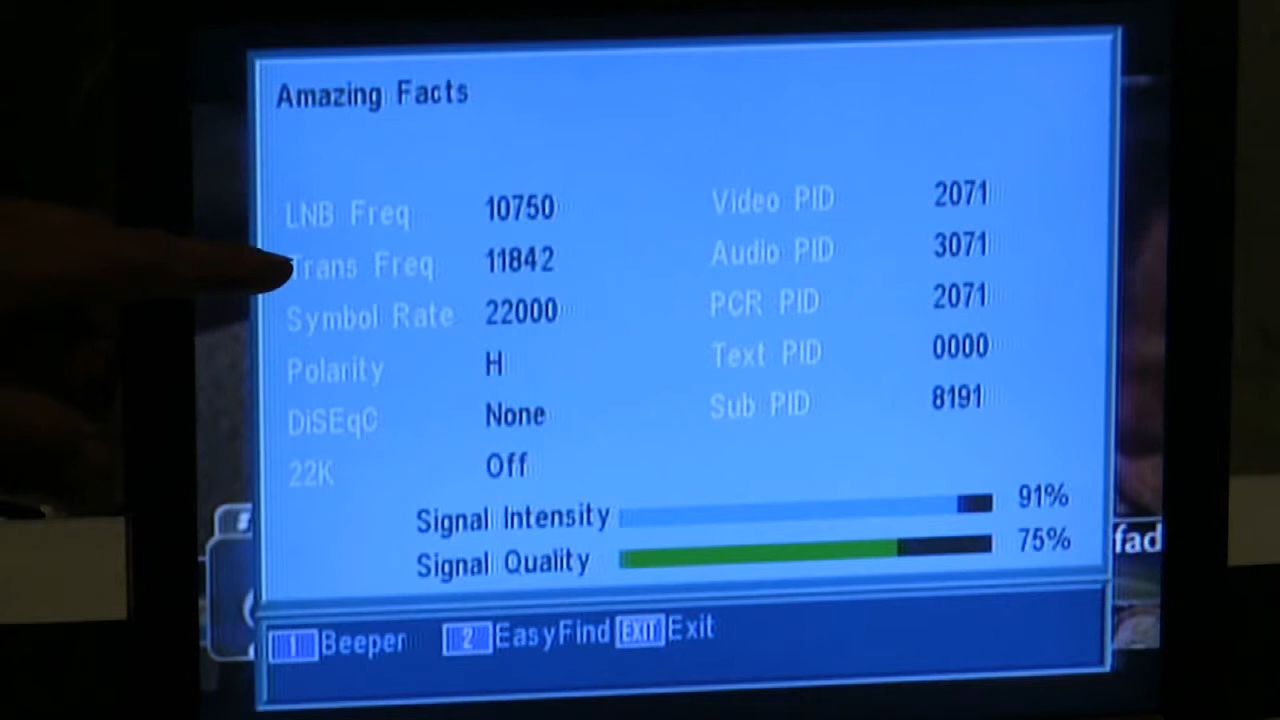 Amazing Facts
LNB Freq 10750 Video PID 2071
Trans Freq 11842 Audio PID 3071
Symbol Rate 22000 PCR PID 2071
Polarity H Text PID 0000
DiSEqC None Sub PID 8191
22K Off
Signal Intensity 91%
Signal Quality 75%
1 Beeper 2 EasyFind EXIT Exit
fad